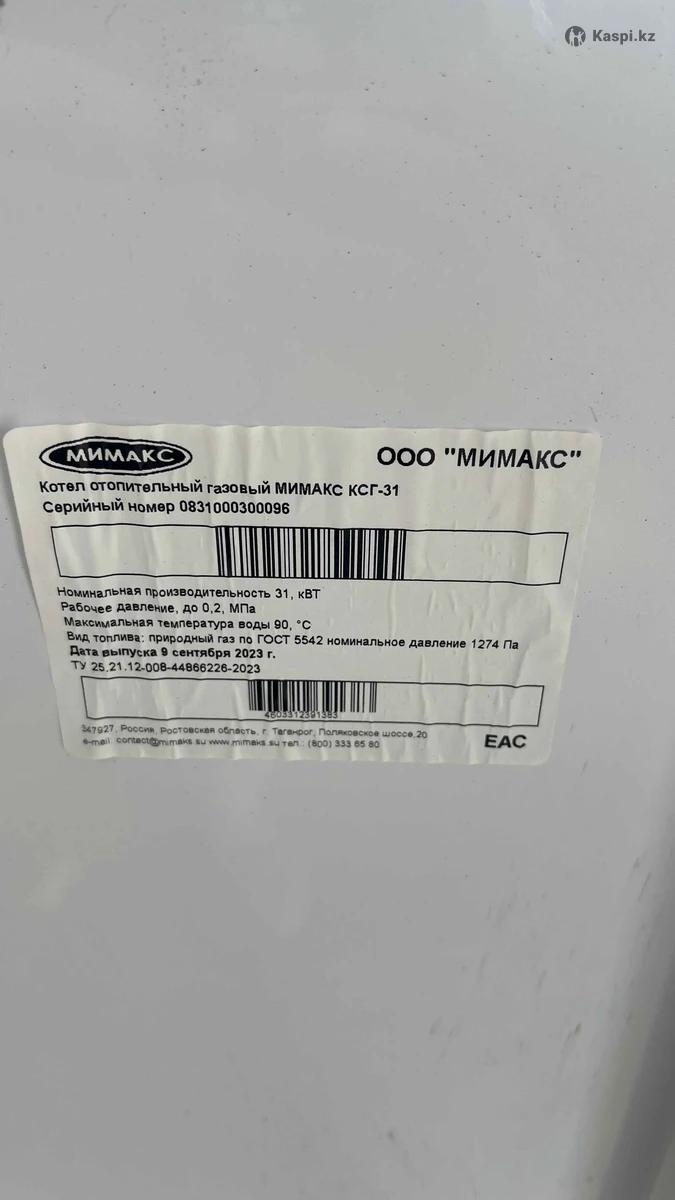 Kaspi.kz
МИМАКС
ООО "МИМАКС"
Котел отопительный газовый МИМАКС КСГ-31
Серийный номер 0831000300096
Номинальная производительность 31, кВТ
Рабочее давление, до 0,2, МПа
Максимальная температура воды 90, °С
Вид топлива: природный газ по ГОСТ 5542 номинальное давление 1274 Па
Дата выпуска 9 сентября 2023 г.
ТУ 25.21.12-008-44866226-2023
4603312391383
347927, Россия, Ростовская область, г. Таганрог, Поляковское шоссе,20
e-mail: contact@mimaks.su www.mimaks.su тел.: (800) 333 65 80
EAC